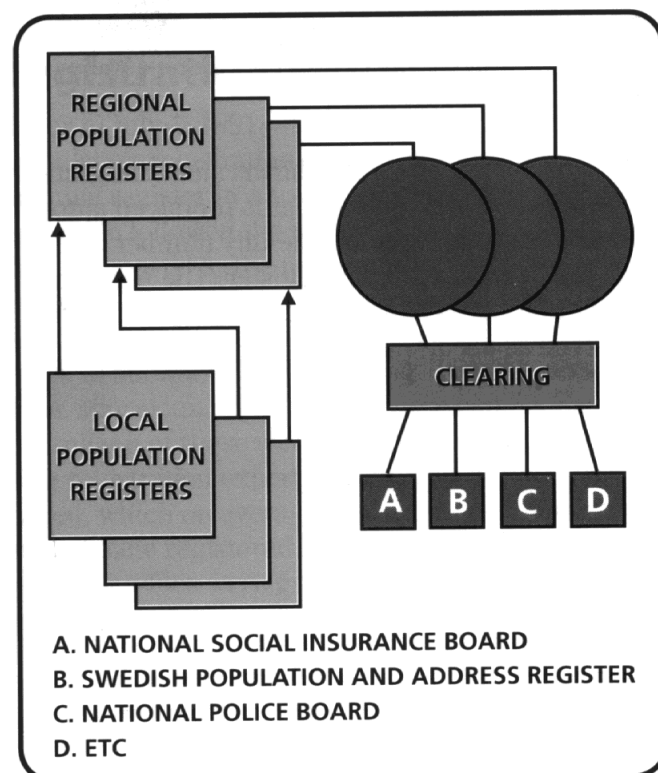 REGIONAL
POPULATION
REGISTERS
CLEARING
LOCAL
POPULATION
REGISTERS
A B C D
A. NATIONAL SOCIAL INSURANCE BOARD
B. SWEDISH POPULATION AND ADDRESS REGISTER
C. NATIONAL POLICE BOARD
D. ETC